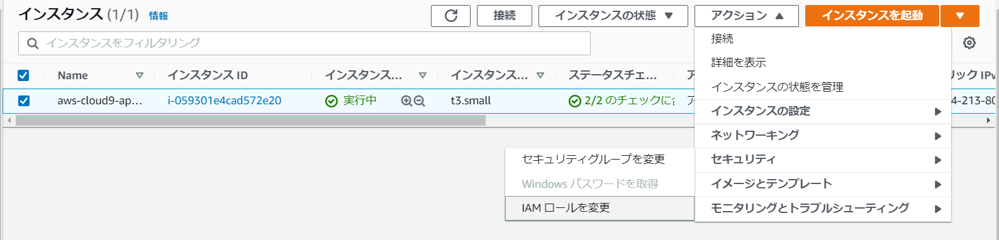 インスタンス (1/1) 情報
接続
インスタンスの状態
アクション
インスタンスを起動
インスタンスをフィルタリング
Name
インスタンス ID
インスタンス...
インスタンス...
ステータスチェ...
リック IPv
aws-cloud9-ap...
i-059301e4cad572e20
実行中
t3.small
2/2 のチェックに
4-213-80
接続
詳細を表示
インスタンスの状態を管理
インスタンスの設定
ネットワーキング
セキュリティ
イメージとテンプレート
モニタリングとトラブルシューティング
セキュリティグループを変更
Windows パスワードを取得
IAM ロールを変更